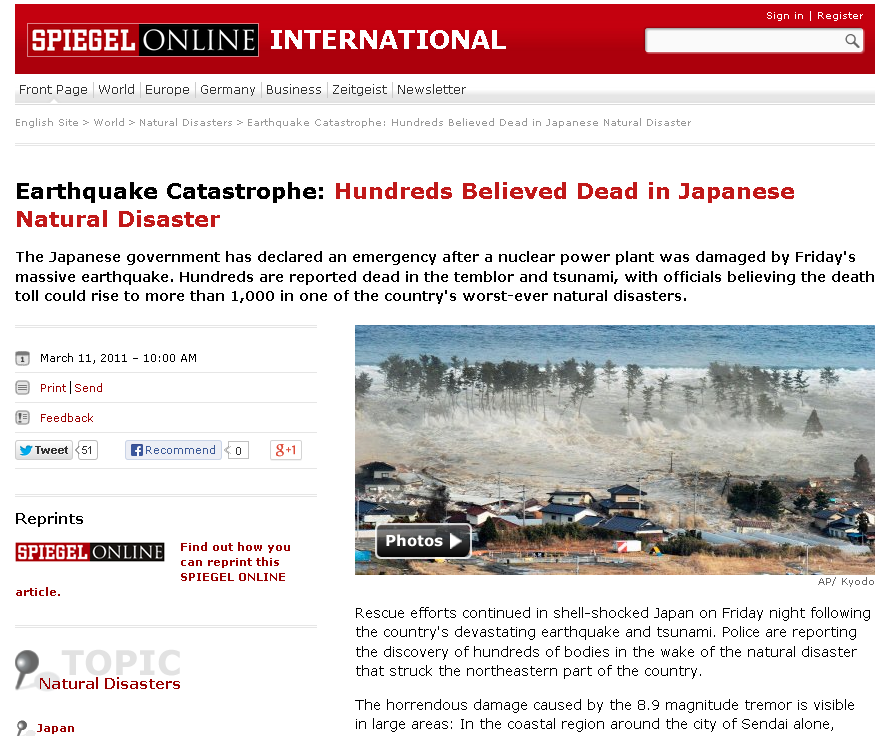 Sign in | Register
SPIEGEL ONLINE INTERNATIONAL
Front Page World Europe Germany Business Zeitgeist Newsletter
English Site > World > Natural Disasters > Earthquake Catastrophe: Hundreds Believed Dead in Japanese Natural Disaster
Earthquake Catastrophe: Hundreds Believed Dead in Japanese
Natural Disaster
The Japanese government has declared an emergency after a nuclear power plant was damaged by Friday's
massive earthquake. Hundreds are reported dead in the temblor and tsunami, with officials believing the death
toll could rise to more than 1,000 in one of the country's worst-ever natural disasters.
1 March 11, 2011 – 10:00 AM
Print | Send
Feedback
Tweet 51 Recommend 0 g+1
Reprints
SPIEGEL ONLINE
Find out how you
can reprint this
SPIEGEL ONLINE
article.
TOPIC
Natural Disasters
Japan
Photos
AP/ Kyodo
Rescue efforts continued in shell-shocked Japan on Friday night following
the country's devastating earthquake and tsunami. Police are reporting
the discovery of hundreds of bodies in the wake of the natural disaster
that struck the northeastern part of the country.
The horrendous damage caused by the 8.9 magnitude tremor is visible
in large areas: In the coastal region around the city of Sendai alone,